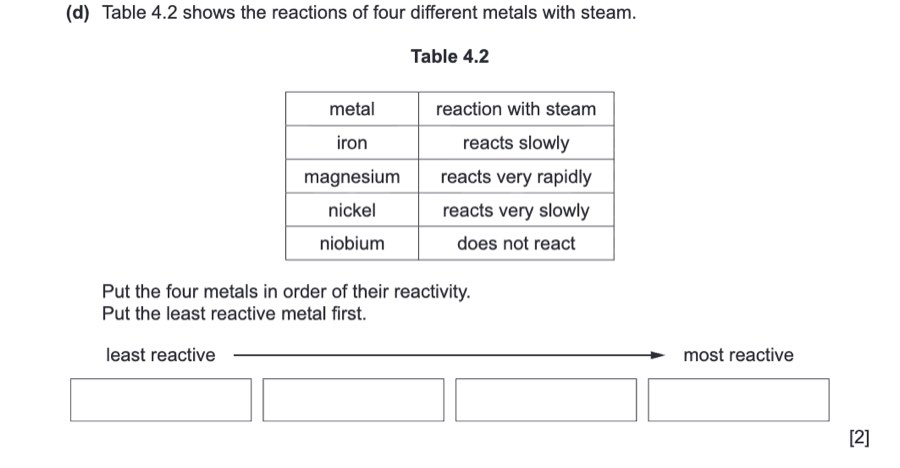 (d) Table 4.2 shows the reactions of four different metals with steam.
Table 4.2
metal reaction with steam
iron reacts slowly
magnesium reacts very rapidly
nickel reacts very slowly
niobium does not react
Put the four metals in order of their reactivity.
Put the least reactive metal first.
least reactive most reactive
[2]